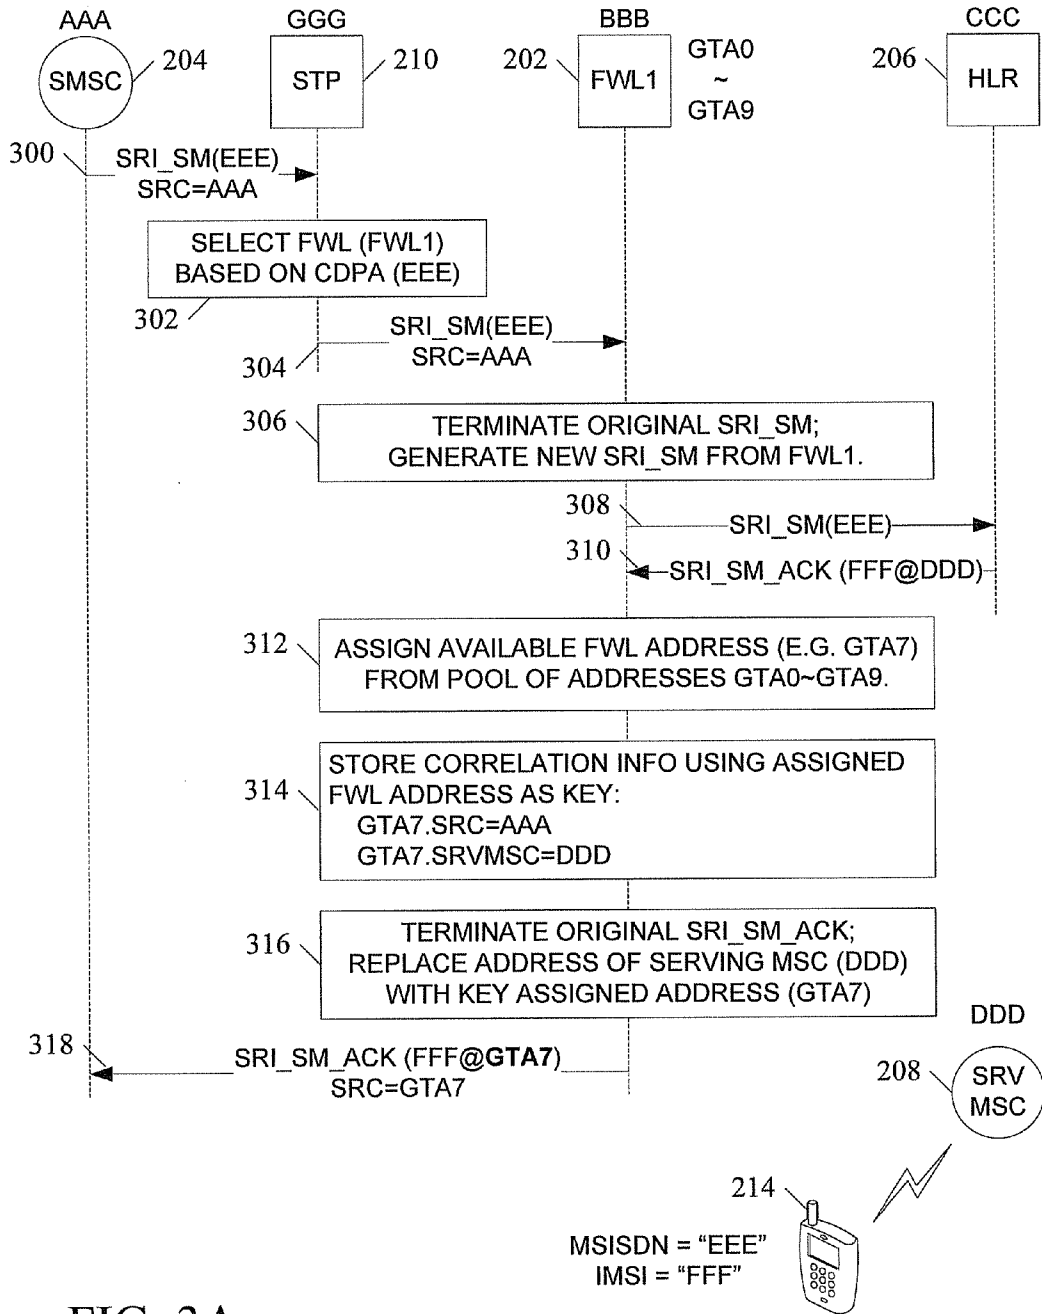 AAA
GGG
BBB
CCC
SMSC
204
STP
210
202
FWL1
GTA0
~
GTA9
206
HLR
300
SRI_SM(EEE)
SRC=AAA
SELECT FWL (FWL1)
BASED ON CDPA (EEE)
302
SRI_SM(EEE)
SRC=AAA
304
306
TERMINATE ORIGINAL SRI_SM;
GENERATE NEW SRI_SM FROM FWL1.
308
SRI_SM(EEE)
310
SRI_SM_ACK (FFF@DDD)
312
ASSIGN AVAILABLE FWL ADDRESS (E.G. GTA7)
FROM POOL OF ADDRESSES GTA0~GTA9.
314
STORE CORRELATION INFO USING ASSIGNED
FWL ADDRESS AS KEY:
GTA7.SRC=AAA
GTA7.SRVMSC=DDD
316
TERMINATE ORIGINAL SRI_SM_ACK;
REPLACE ADDRESS OF SERVING MSC (DDD)
WITH KEY ASSIGNED ADDRESS (GTA7)
318
SRI_SM_ACK (FFF@GTA7)
SRC=GTA7
DDD
208
SRV
MSC
214
MSISDN = "EEE"
IMSI = "FFF"